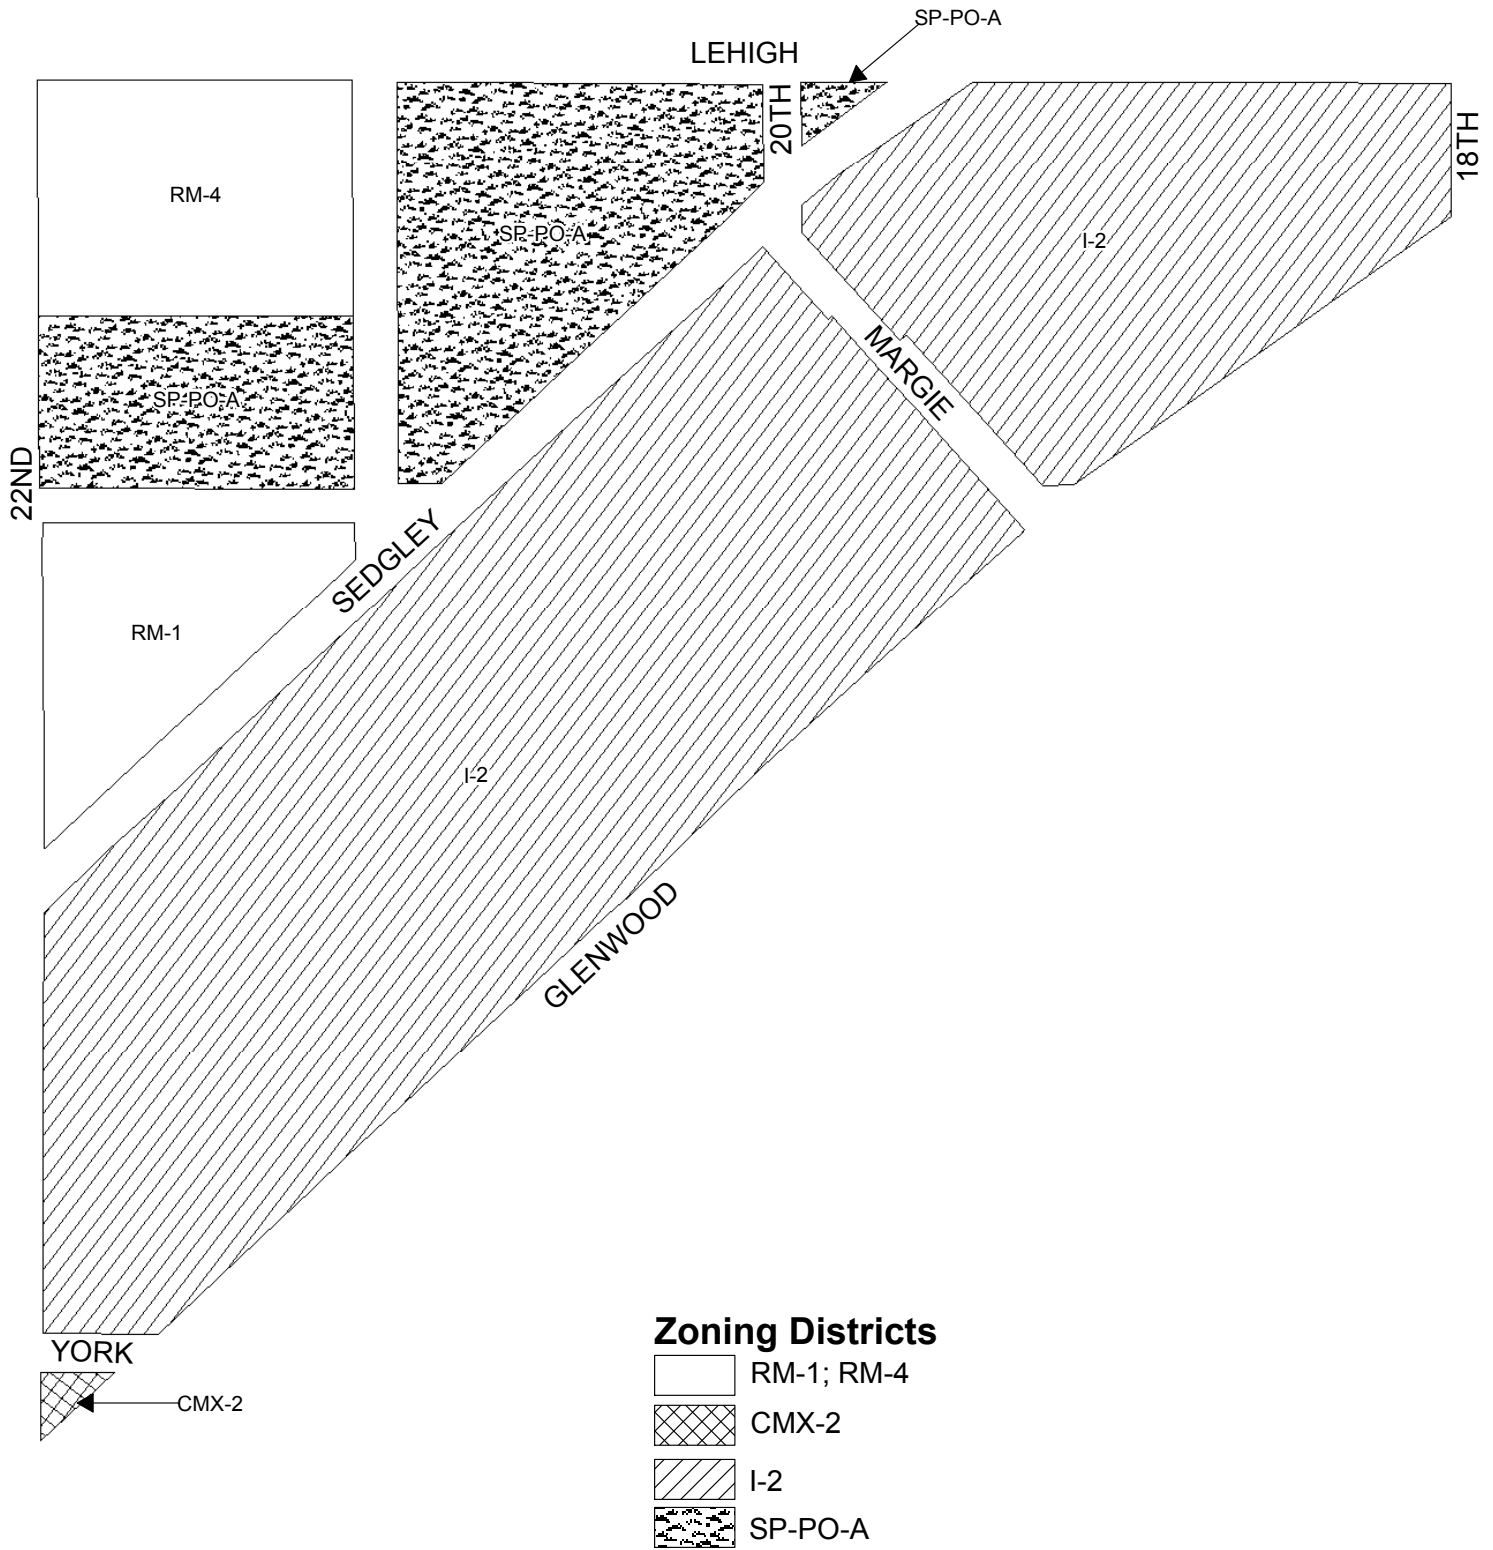 SP-PO-A
LEHIGH
20TH
18TH
RM-4
SP-PO-A
I-2
MARGIE
SP-PO-A
22ND
SEDGLEY
RM-1
I-2
GLENWOOD
YORK
CMX-2
Zoning Districts
RM-1; RM-4
CMX-2
I-2
SP-PO-A